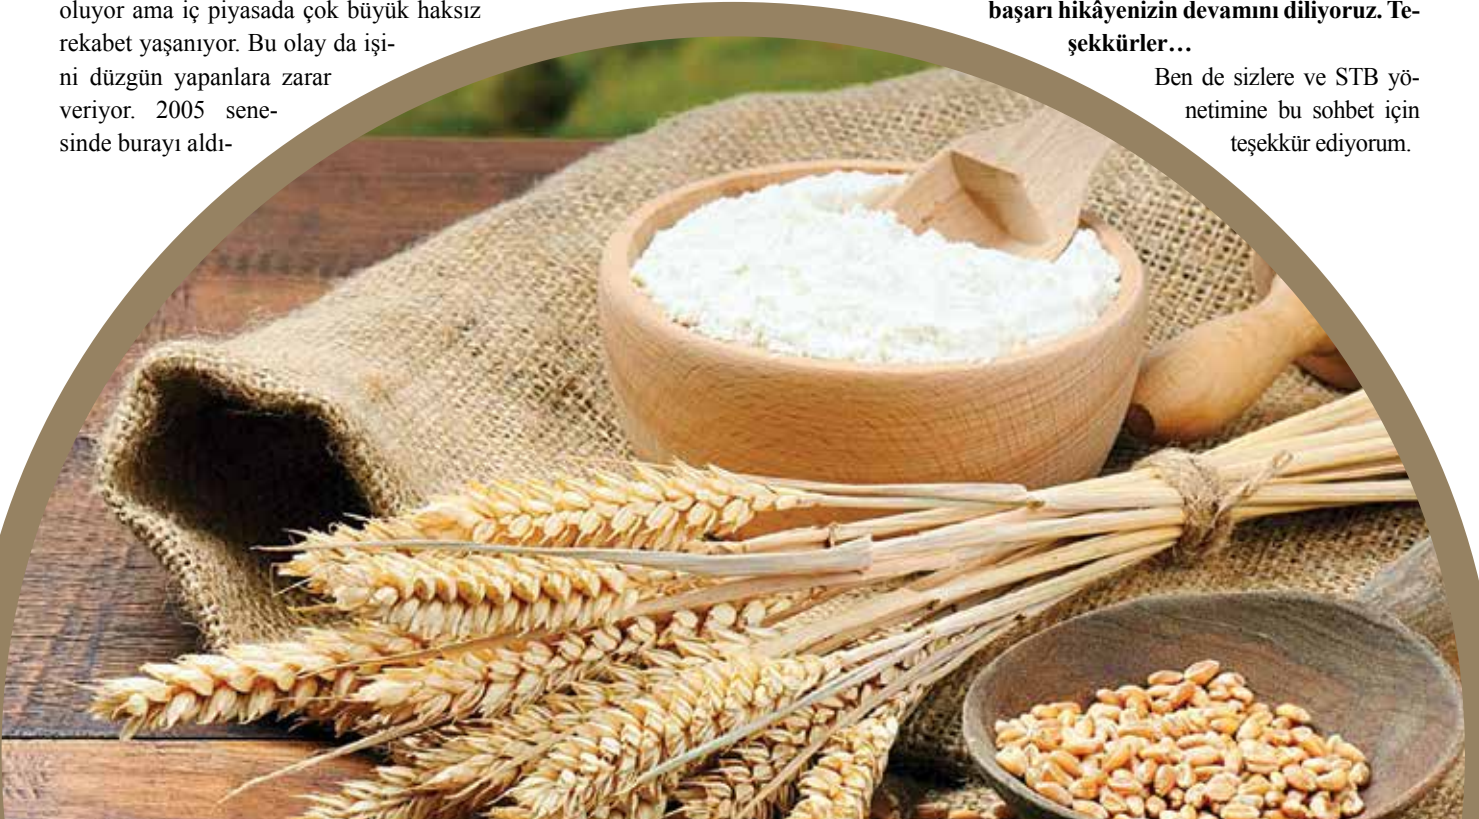 oluyor ama iç piyasada çok büyük haksız
rekabet yaşanıyor. Bu olay da işi-
ni düzgün yapanlara zarar
veriyor. 2005 sene-
sinde burayı aldı-
başarı hikâyenizin devamını diliyoruz. Te-
şekkürler…
Ben de sizlere ve STB yö-
netimine bu sohbet için
teşekkür ediyorum.